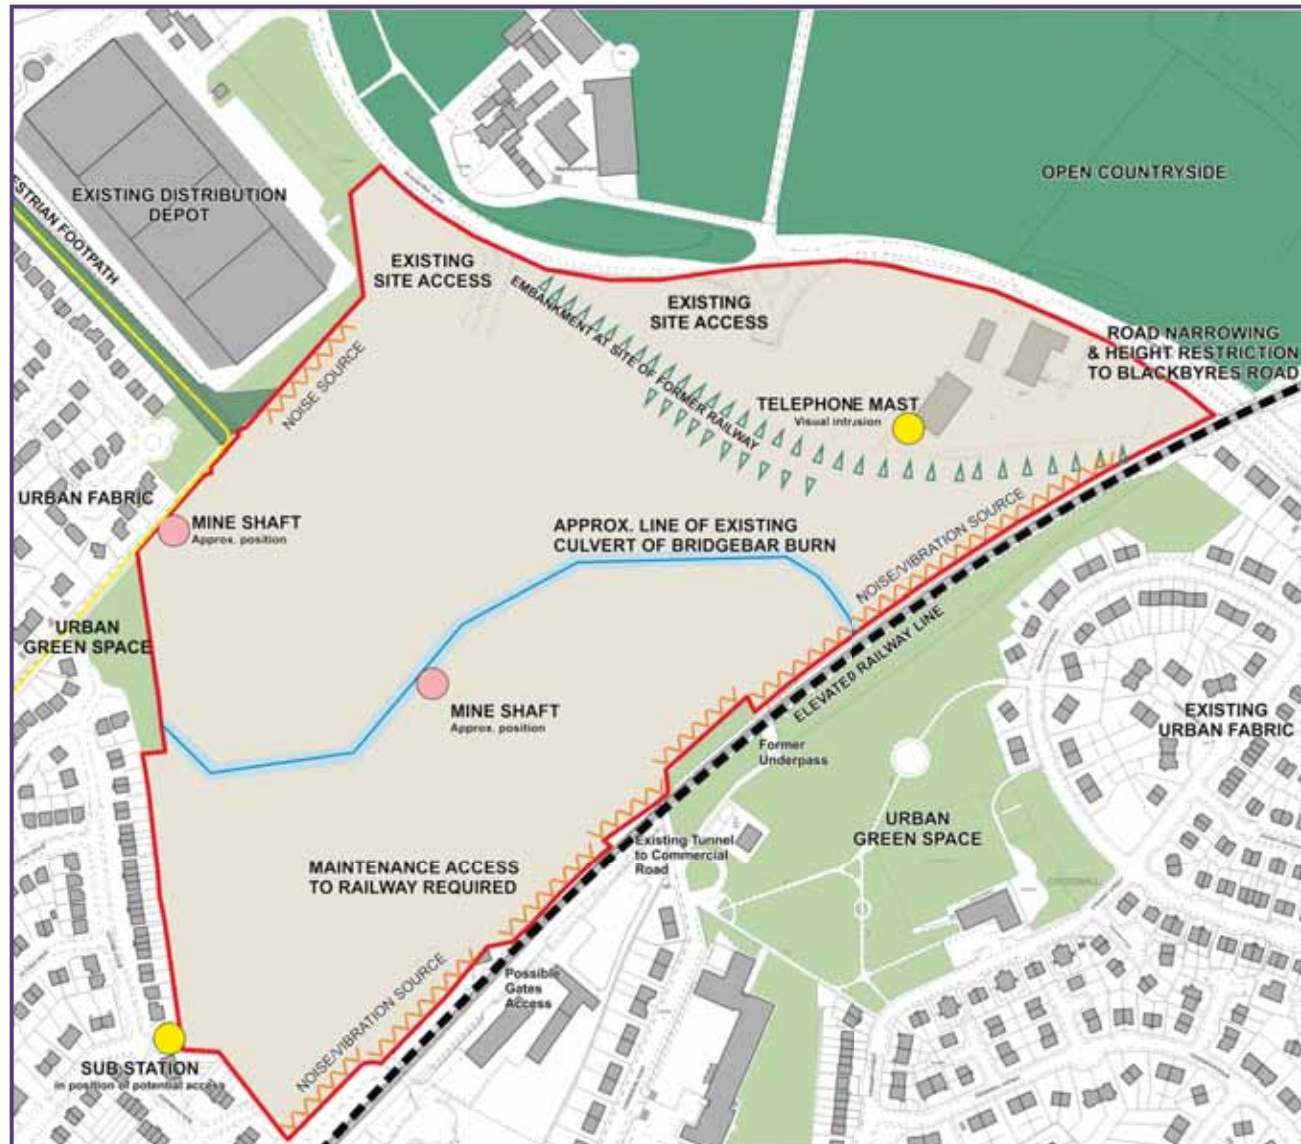 OPEN COUNTRYSIDE
EXISTING DISTRIBUTION
DEPOT
ESTRIAN FOOTPATH
EXISTING
SITE ACCESS
EMBANKMENT AT SITE OF FORMER RAILWAY
EXISTING
SITE ACCESS
ROAD NARROWING
& HEIGHT RESTRICTION
TO BLACKBYRES ROAD
NOISE SOURCE
TELEPHONE MAST
Visual intrusion
URBAN FABRIC
MINE SHAFT
Approx. position
APPROX. LINE OF EXISTING
CULVERT OF BRIDGEBAR BURN
NOISE/VIBRATION SOURCE
URBAN
GREEN SPACE
ELEVATED RAILWAY LINE
MINE SHAFT
Approx. position
EXISTING
URBAN FABRIC
Former
Underpass
URBAN
GREEN SPACE
Existing Tunnel
to Commercial
Road
MAINTENANCE ACCESS
TO RAILWAY REQUIRED
NOISE/VIBRATION SOURCE
Possible
Gates
Access
SUB STATION
in position of potential access